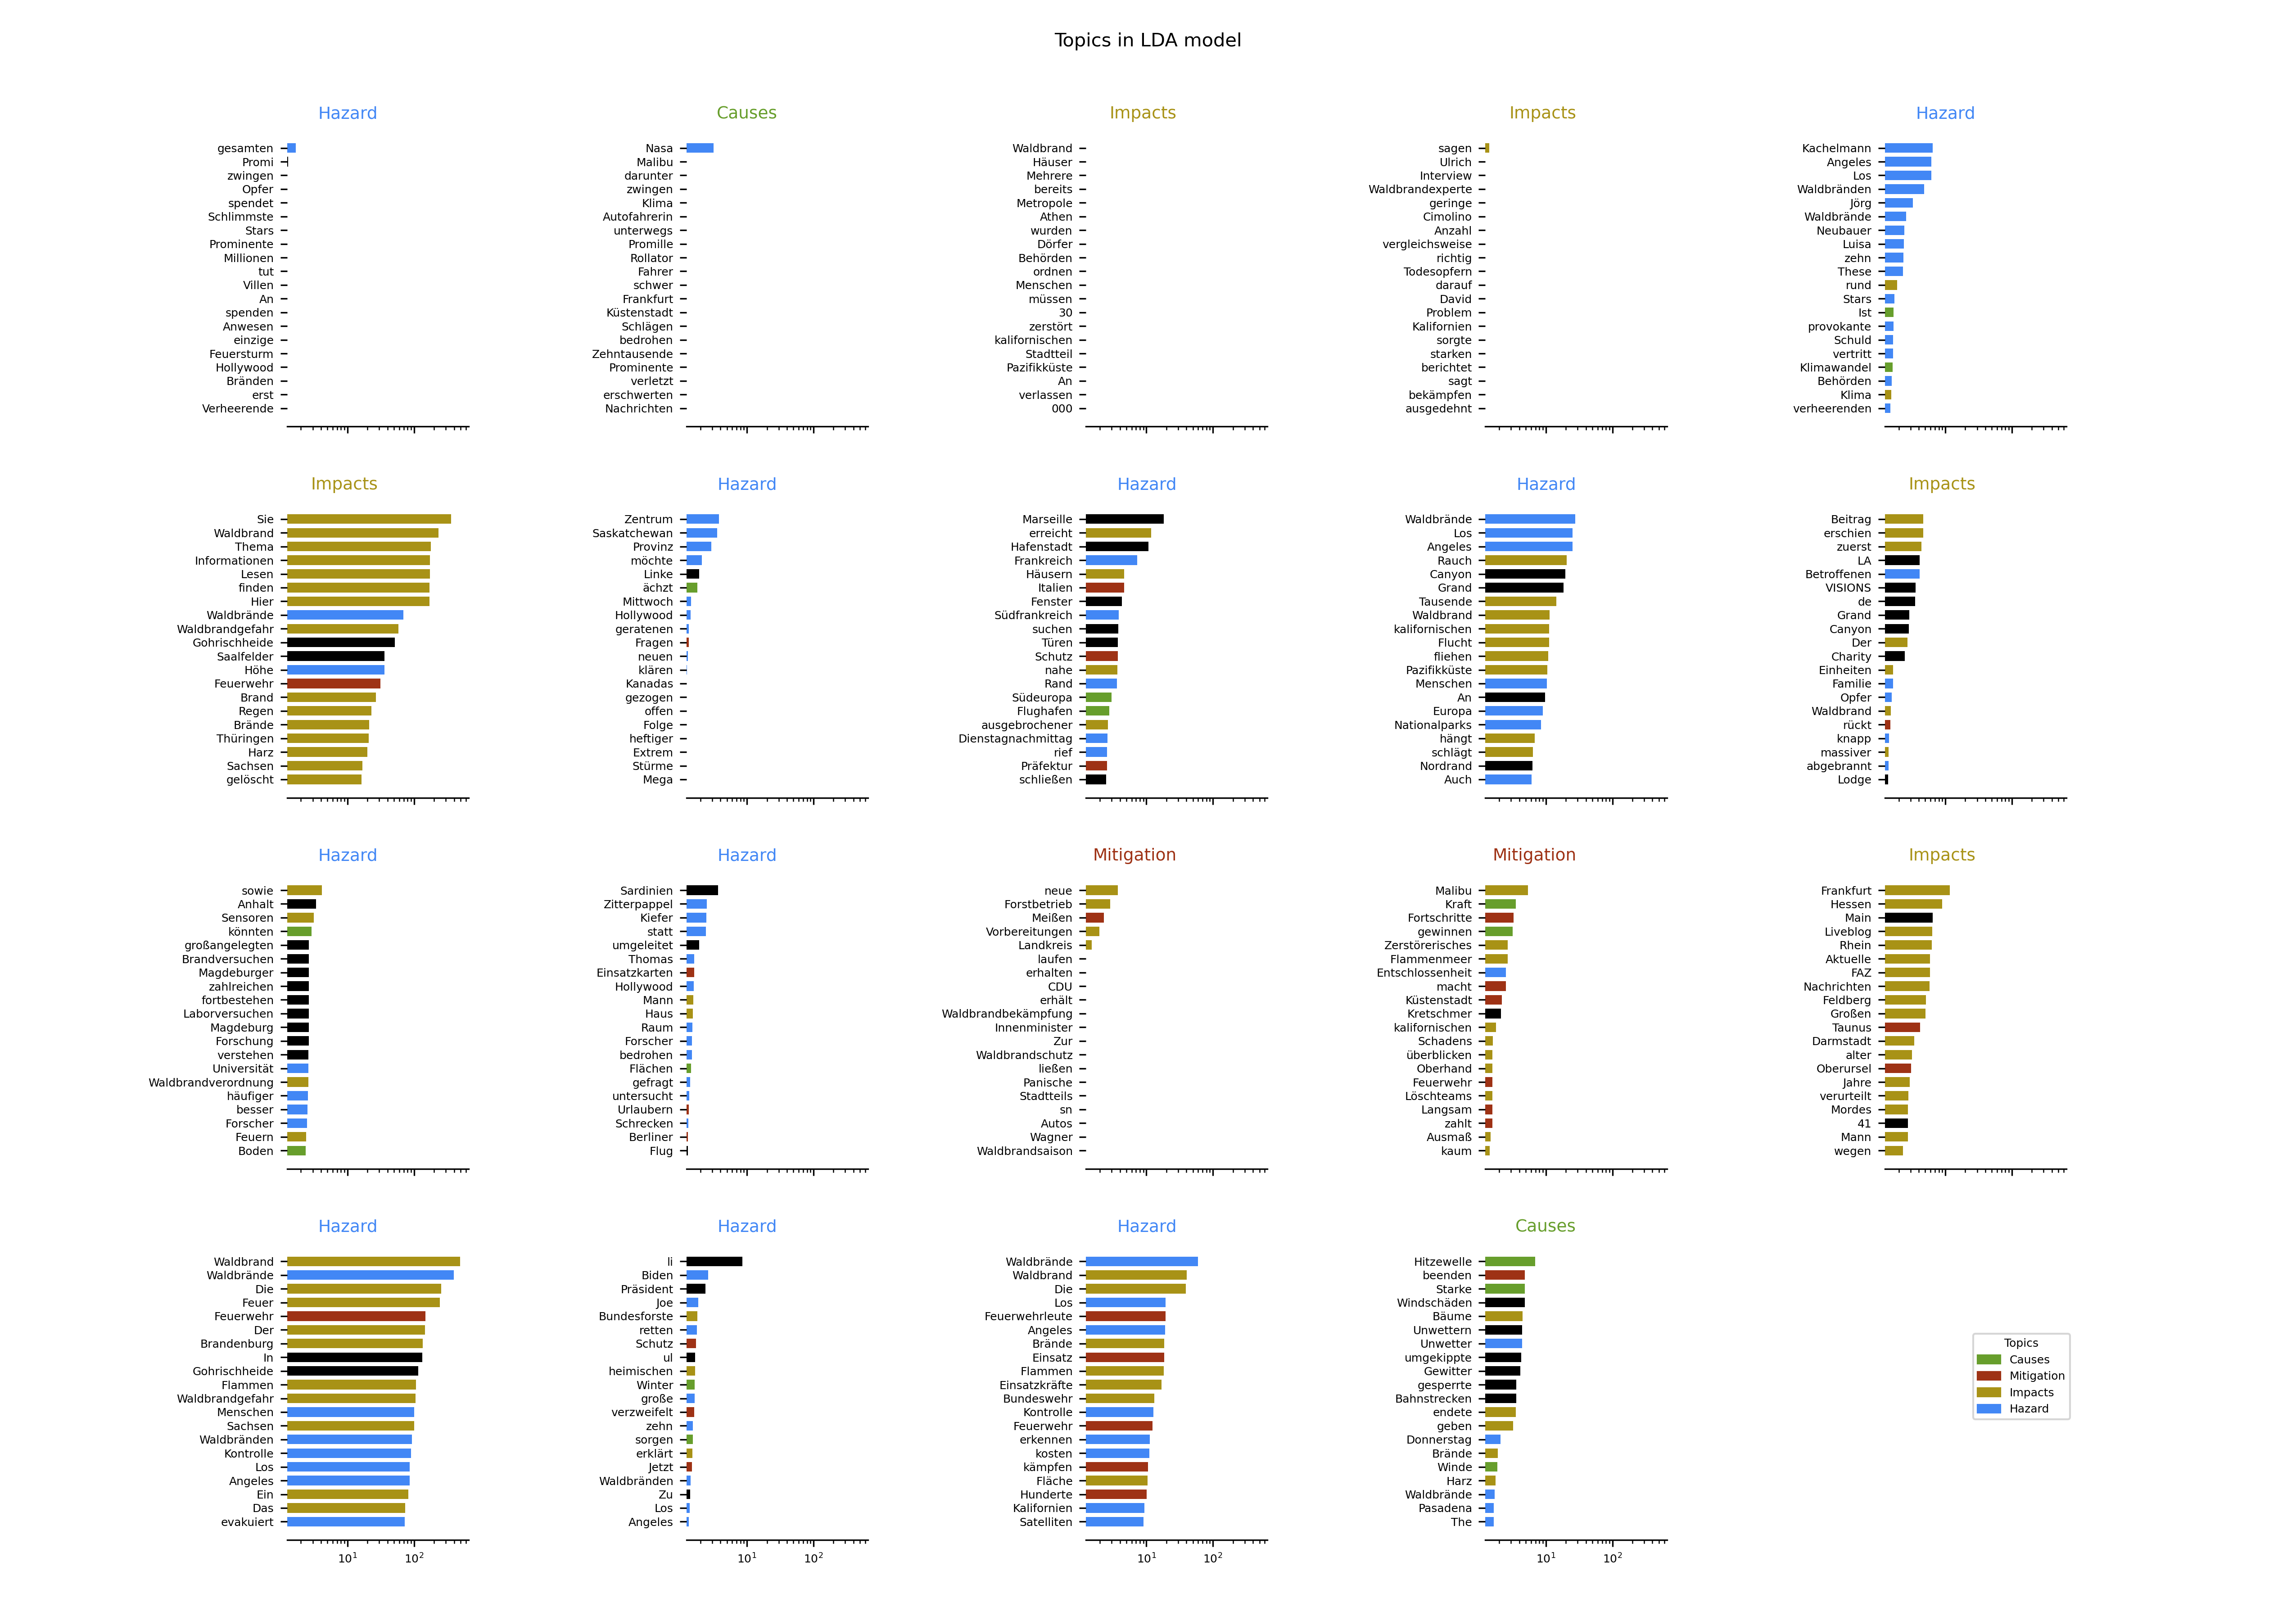 Topics in LDA model
Hazard
gesamten
Promi
zwingen
Opfer
spendet
Schlimmste
Stars
Prominente
Millionen
tut
Villen
An
spenden
Anwesen
einzige
Feuersturm
Hollywood
Bränden
erst
Verheerende
Causes
Nasa
Malibu
darunter
zwingen
Klima
Autofahrerin
unterwegs
Promille
Rollator
Fahrer
schwer
Frankfurt
Küstenstadt
Schlägen
bedrohen
Zehntausende
Prominente
verletzt
erschwerten
Nachrichten
Impacts
Waldbrand
Häuser
Mehrere
bereits
Metropole
Athen
wurden
Dörfer
Behörden
ordnen
Menschen
müssen
30
zerstört
kalifornischen
Stadtteil
Pazifikküste
An
verlassen
000
Impacts
sagen
Ulrich
Interview
Waldbrandexperte
geringe
Cimolino
Anzahl
vergleichsweise
richtig
Todesopfern
darauf
David
Problem
Kalifornien
sorgte
starken
berichtet
sagt
bekämpfen
ausgedehnt
Hazard
Kachelmann
Angeles
Los
Waldbränden
Jörg
Waldbrände
Neubauer
Luisa
zehn
These
rund
Stars
Ist
provokante
Schuld
vertritt
Klimawandel
Behörden
Klima
verheerenden
Impacts
Sie
Waldbrand
Thema
Informationen
Lesen
finden
Hier
Waldbrände
Waldbrandgefahr
Gohrischheide
Saalfelder
Höhe
Feuerwehr
Brand
Regen
Brände
Thüringen
Harz
Sachsen
gelöscht
Hazard
Zentrum
Saskatchewan
Provinz
möchte
Linke
ächzt
Mittwoch
Hollywood
geratenen
Fragen
neuen
klären
Kanadas
gezogen
offen
Folge
heftiger
Extrem
Stürme
Mega
Hazard
Marseille
erreicht
Hafenstadt
Frankreich
Häusern
Italien
Fenster
Südfrankreich
suchen
Türen
Schutz
nahe
Rand
Südeuropa
Flughafen
ausgebrochener
Dienstagnachmittag
rief
Präfektur
schließen
Hazard
Waldbrände
Los
Angeles
Rauch
Canyon
Grand
Tausende
Waldbrand
kalifornischen
Flucht
fliehen
Pazifikküste
Menschen
An
Europa
Nationalparks
hängt
schlägt
Nordrand
Auch
Impacts
Beitrag
erschien
zuerst
LA
Betroffenen
VISIONS
de
Grand
Canyon
Der
Charity
Einheiten
Familie
Opfer
Waldbrand
rückt
knapp
massiver
abgebrannt
Lodge
Hazard
sowie
Anhalt
Sensoren
könnten
großangelegten
Brandversuchen
Magdeburger
zahlreichen
fortbestehen
Laborversuchen
Magdeburg
Forschung
verstehen
Universität
Waldbrandverordnung
häufiger
besser
Forscher
Feuern
Boden
Hazard
Sardinien
Zitterpappel
Kiefer
statt
umgeleitet
Thomas
Einsatzkarten
Hollywood
Mann
Haus
Raum
Forscher
bedrohen
Flächen
gefragt
untersucht
Urlaubern
Schrecken
Berliner
Flug
Mitigation
neue
Forstbetrieb
Meißen
Vorbereitungen
Landkreis
laufen
erhalten
CDU
erhält
Waldbrandbekämpfung
Innenminister
Zur
Waldbrandschutz
ließen
Panische
Stadtteils
sn
Autos
Wagner
Waldbrandsaison
Mitigation
Malibu
Kraft
Fortschritte
gewinnen
Zerstörerisches
Flammenmeer
Entschlossenheit
macht
Küstenstadt
Kretschmer
kalifornischen
Schadens
überblicken
Oberhand
Feuerwehr
Löschteams
Langsam
zahlt
Ausmaß
kaum
Impacts
Frankfurt
Hessen
Main
Liveblog
Rhein
Aktuelle
FAZ
Nachrichten
Feldberg
Großen
Taunus
Darmstadt
alter
Oberursel
Jahre
verurteilt
Mordes
41
Mann
wegen
Hazard
Waldbrand
Waldbrände
Die
Feuer
Feuerwehr
Der
Brandenburg
In
Gohrischheide
Flammen
Waldbrandgefahr
Menschen
Sachsen
Waldbränden
Kontrolle
Los
Angeles
Ein
Das
evakuiert
10¹ 10²
Hazard
li
Biden
Präsident
Joe
Bundesforste
retten
Schutz
ul
heimischen
Winter
große
verzweifelt
zehn
sorgen
erklärt
Jetzt
Waldbränden
Zu
Los
Angeles
10¹ 10²
Hazard
Waldbrände
Waldbrand
Die
Los
Feuerwehrleute
Angeles
Brände
Einsatz
Flammen
Einsatzkräfte
Bundeswehr
Kontrolle
Feuerwehr
erkennen
kosten
kämpfen
Fläche
Hunderte
Kalifornien
Satelliten
10¹ 10²
Causes
Hitzewelle
beenden
Starke
Windschäden
Bäume
Unwettern
Unwetter
umgekippte
Gewitter
gesperrte
Bahnstrecken
endete
geben
Donnerstag
Brände
Winde
Harz
Waldbrände
Pasadena
The
10¹ 10²
Topics
Causes
Mitigation
Impacts
Hazard